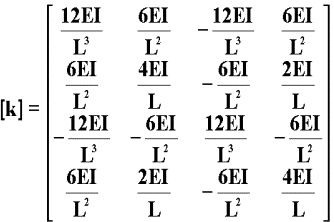 [k] = [ 12EI/L³ 6EI/L² -12EI/L³ 6EI/L²
6EI/L² 4EI/L -6EI/L² 2EI/L
-12EI/L³ -6EI/L² 12EI/L³ -6EI/L²
6EI/L² 2EI/L -6EI/L² 4EI/L ]